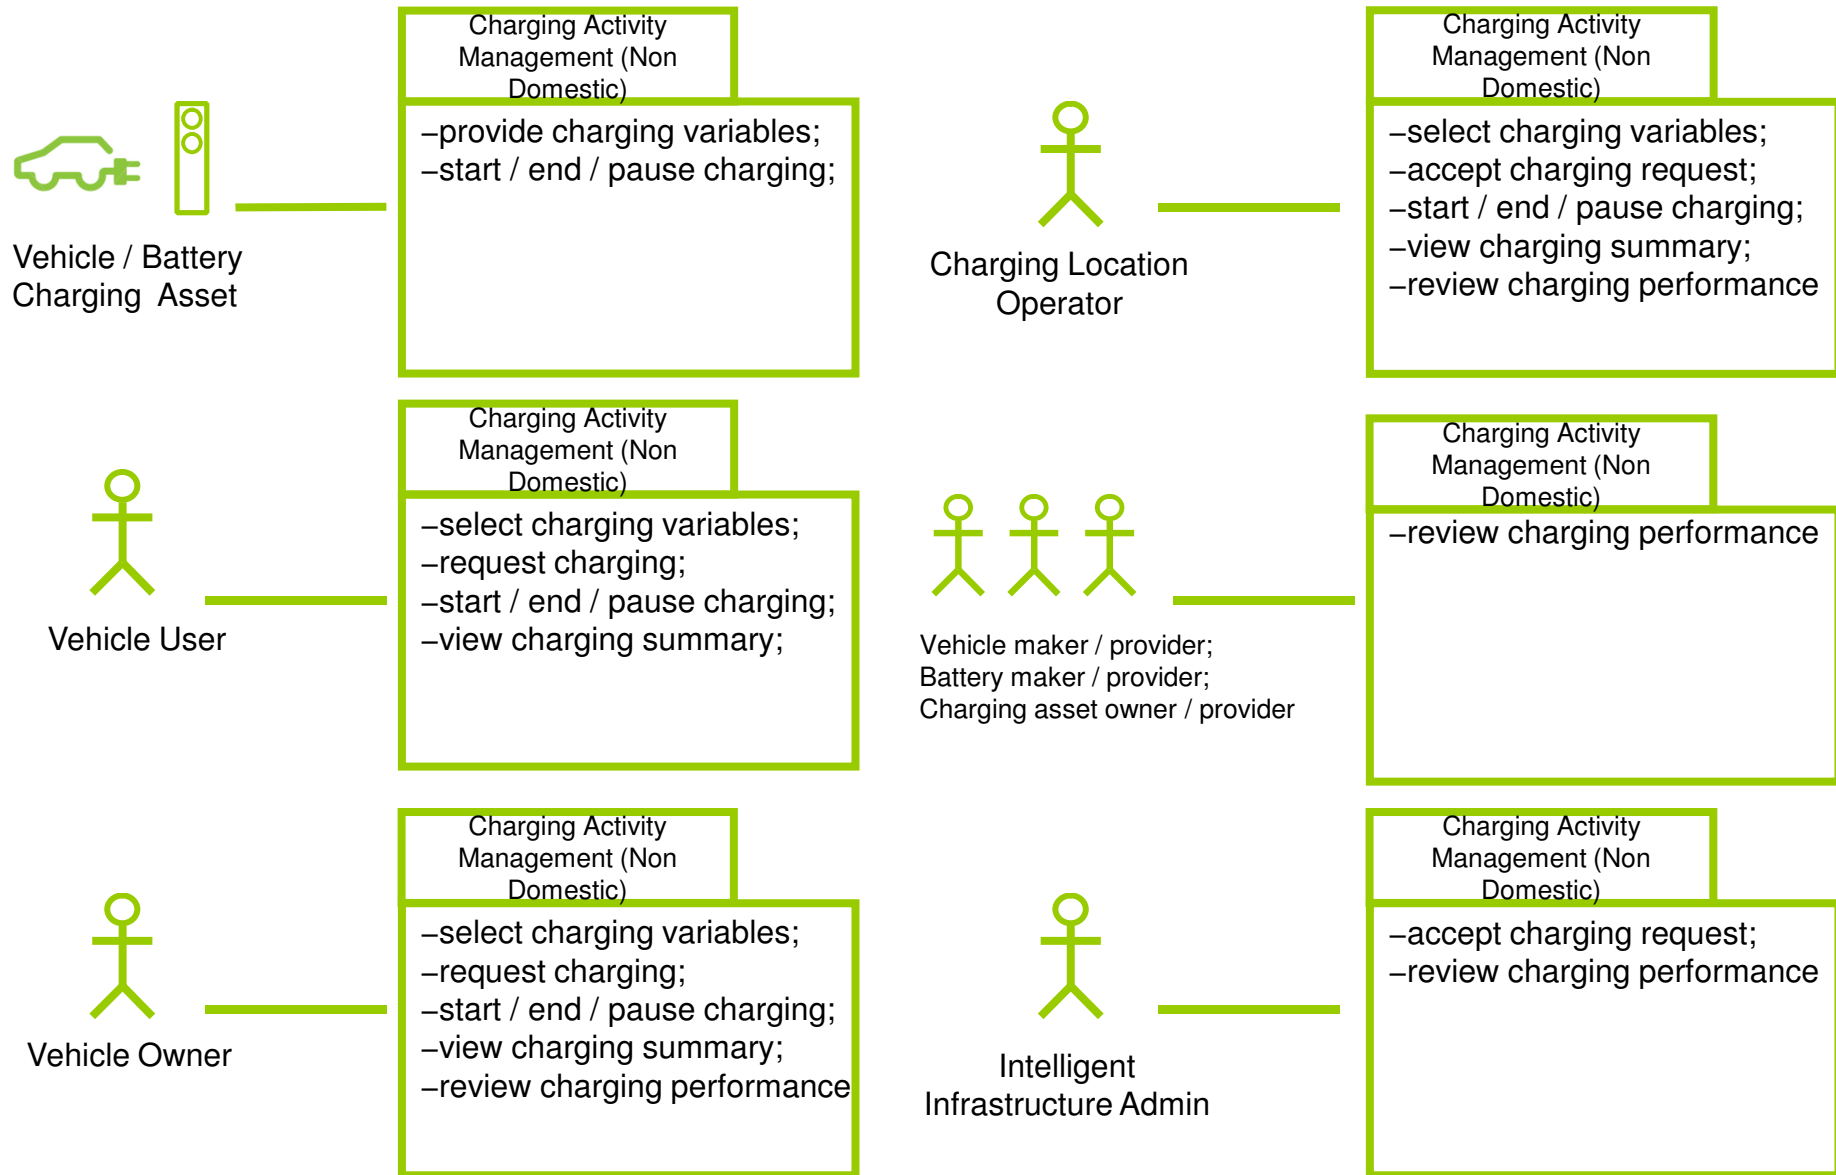 Charging Activity
Management (Non
Domestic)
–provide charging variables;
–start / end / pause charging;
Vehicle / Battery
Charging Asset
Charging Activity
Management (Non
Domestic)
–select charging variables;
–accept charging request;
–start / end / pause charging;
–view charging summary;
–review charging performance
Charging Location
Operator
Charging Activity
Management (Non
Domestic)
–select charging variables;
–request charging;
–start / end / pause charging;
–view charging summary;
Vehicle User
Charging Activity
Management (Non
Domestic)
–review charging performance
Vehicle maker / provider;
Battery maker / provider;
Charging asset owner / provider
Charging Activity
Management (Non
Domestic)
–select charging variables;
–request charging;
–start / end / pause charging;
–view charging summary;
–review charging performance
Vehicle Owner
Charging Activity
Management (Non
Domestic)
–accept charging request;
–review charging performance
Intelligent
Infrastructure Admin